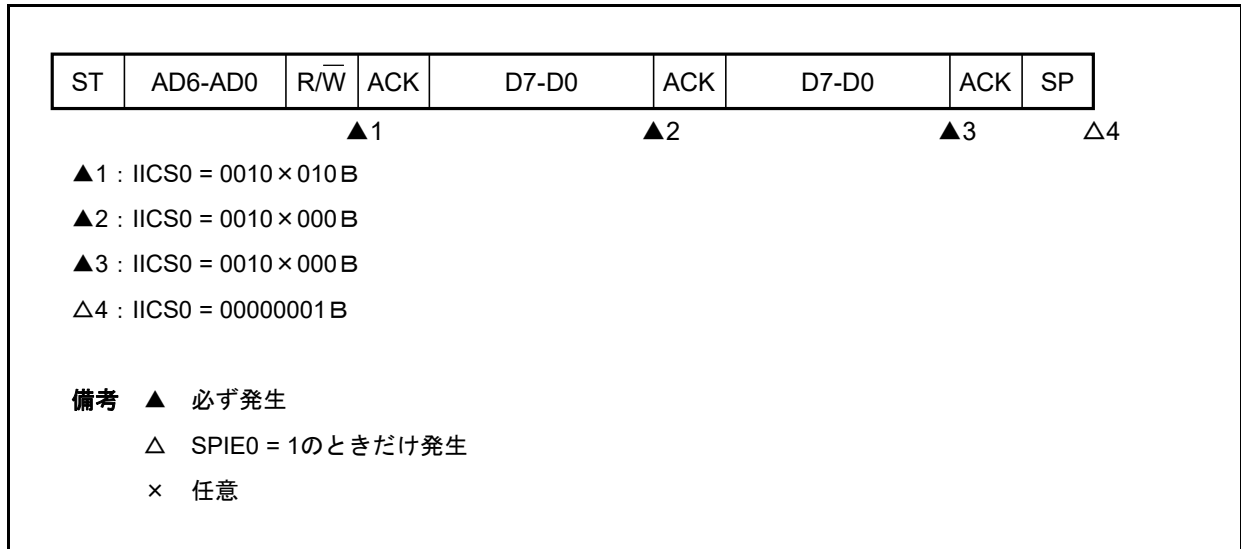 ST AD6-AD0 R/W̅ ACK D7-D0 ACK D7-D0 ACK SP
▲1 ▲2 ▲3 △4
▲1：IICS0 = 0010×010B
▲2：IICS0 = 0010×000B
▲3：IICS0 = 0010×000B
△4：IICS0 = 00000001B
備考 ▲ 必ず発生
△ SPIE0 = 1のときだけ発生
× 任意